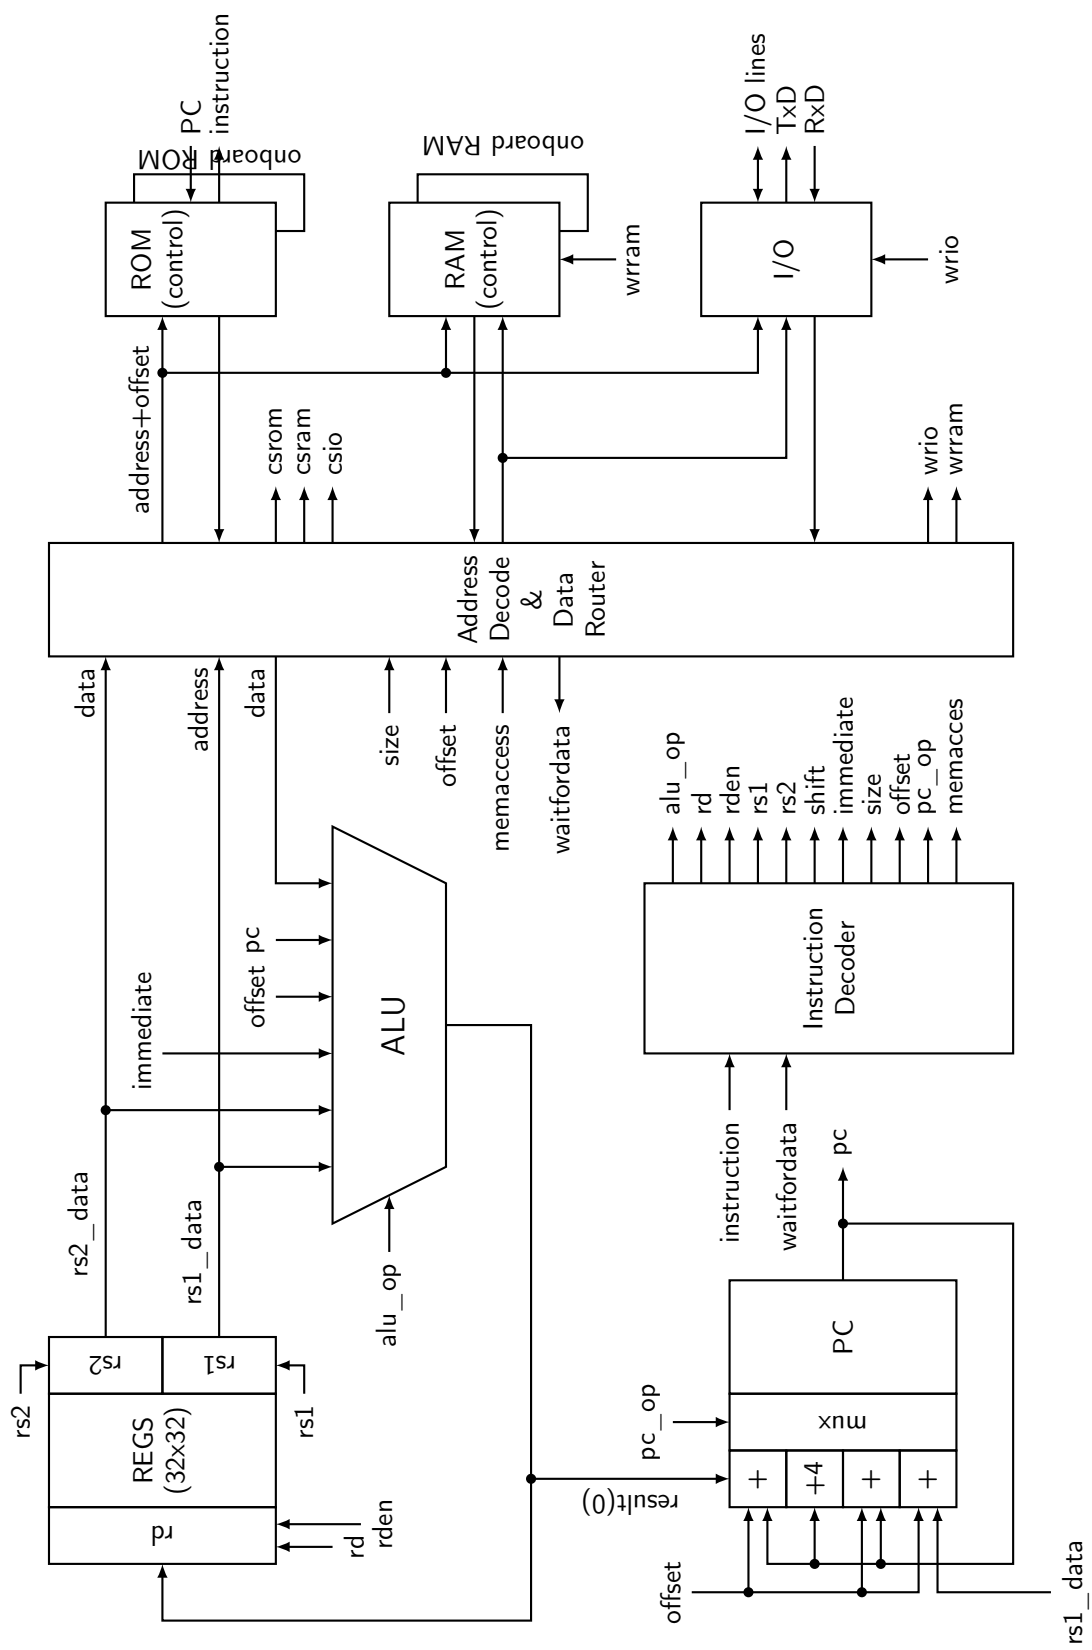 rs2
rs1
REGS
(32x32)
rs2
rs1
rd
rd
rden
rs2_data
rs1_data
immediate
offset
pc
ALU
alu_op
data
address
data
size
offset
memaccess
waitfordata
Address
Decode
&
Data
Router
address+offset
csrom
csram
csio
wrio
wrram
ROM
(control)
onboard ROM
PC
instruction
RAM
(control)
onboard RAM
wrram
I/O
I/O lines
TxD
RxD
wrio
result(0)
offset
rs1_data
+
+4
+
+
mux
pc_op
PC
pc
instruction
waitfordata
Instruction
Decoder
alu_op
rd
rden
rs1
rs2
shift
immediate
size
offset
pc_op
memacces